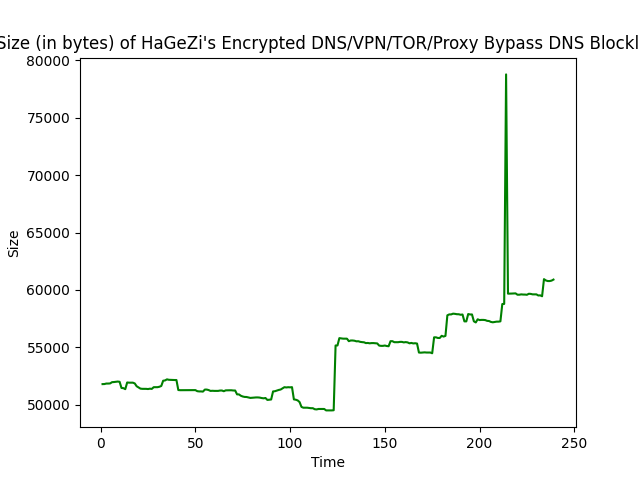 Size (in bytes) of HaGeZi's Encrypted DNS/VPN/TOR/Proxy Bypass DNS Blockl
80000
75000
70000
65000
60000
55000
50000
Size
0 50 100 150 200 250
Time